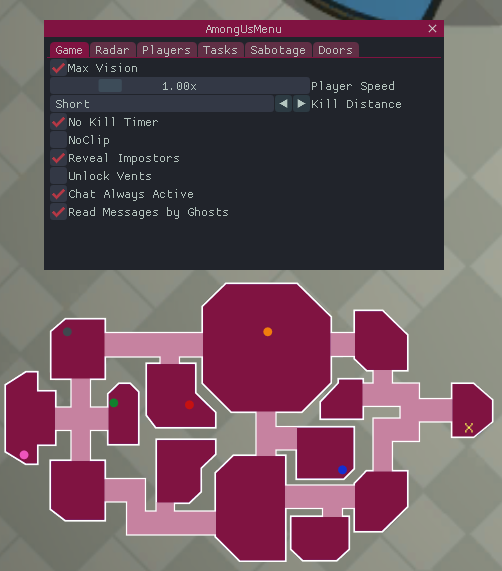 AmongUsMenu
Game Radar Players Tasks Sabotage Doors
Max Vision
1.00x Player Speed
Short Kill Distance
No Kill Timer
NoClip
Reveal Impostors
Unlock Vents
Chat Always Active
Read Messages by Ghosts